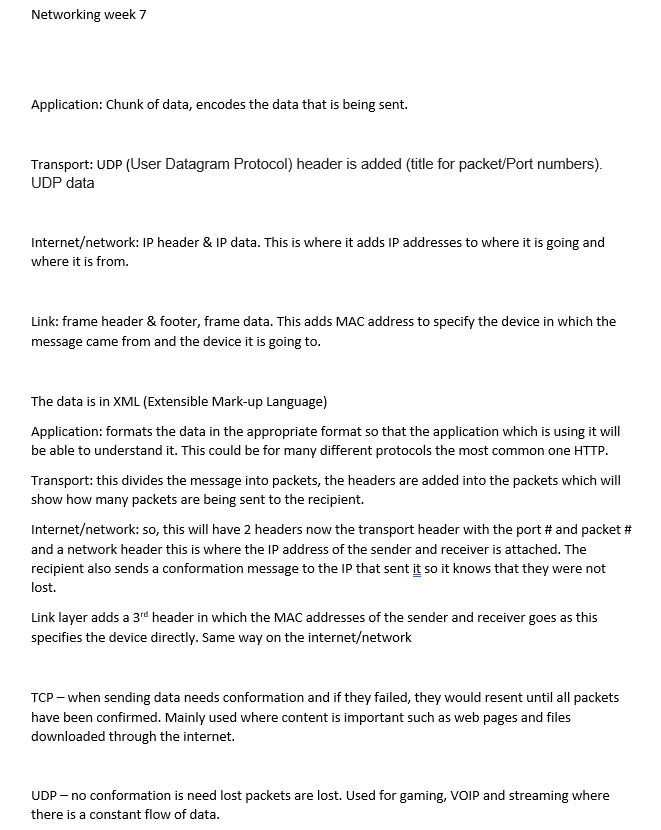 Networking week 7
Application: Chunk of data, encodes the data that is being sent.
Transport: UDP (User Datagram Protocol) header is added (title for packet/Port numbers).
UDP data
Internet/network: IP header & IP data. This is where it adds IP addresses to where it is going and
where it is from.
Link: frame header & footer, frame data. This adds MAC address to specify the device in which the
message came from and the device it is going to.
The data is in XML (Extensible Mark-up Language)
Application: formats the data in the appropriate format so that the application which is using it will
be able to understand it. This could be for many different protocols the most common one HTTP.
Transport: this divides the message into packets, the headers are added into the packets which will
show how many packets are being sent to the recipient.
Internet/network: so, this will have 2 headers now the transport header with the port # and packet #
and a network header this is where the IP address of the sender and receiver is attached. The
recipient also sends a conformation message to the IP that sent it so it knows that they were not
lost.
Link layer adds a 3rd header in which the MAC addresses of the sender and receiver goes as this
specifies the device directly. Same way on the internet/network
TCP – when sending data needs conformation and if they failed, they would resent until all packets
have been confirmed. Mainly used where content is important such as web pages and files
downloaded through the internet.
UDP – no conformation is need lost packets are lost. Used for gaming, VOIP and streaming where
there is a constant flow of data.